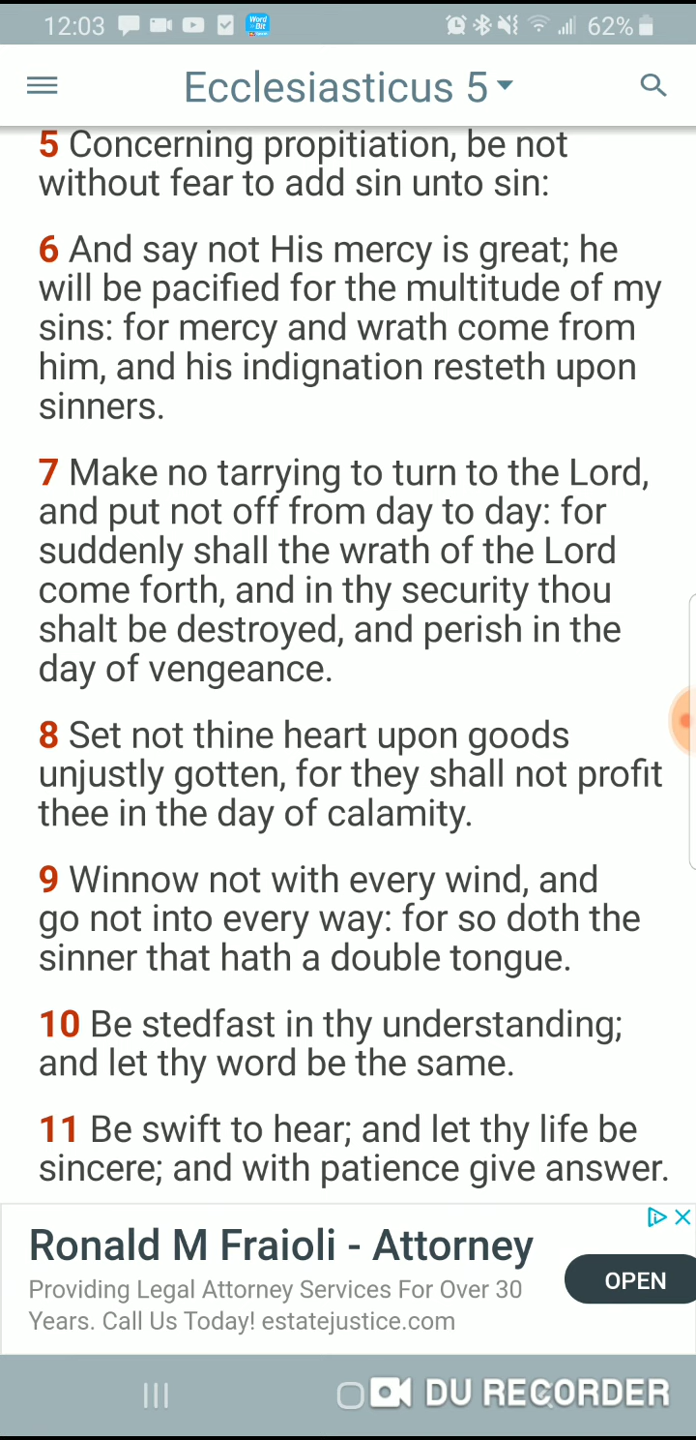 12:03
Word Bit
62%
Ecclesiasticus 5
5 Concerning propitiation, be not
without fear to add sin unto sin:
6 And say not His mercy is great; he
will be pacified for the multitude of my
sins: for mercy and wrath come from
him, and his indignation resteth upon
sinners.
7 Make no tarrying to turn to the Lord,
and put not off from day to day: for
suddenly shall the wrath of the Lord
come forth, and in thy security thou
shalt be destroyed, and perish in the
day of vengeance.
8 Set not thine heart upon goods
unjustly gotten, for they shall not profit
thee in the day of calamity.
9 Winnow not with every wind, and
go not into every way: for so doth the
sinner that hath a double tongue.
10 Be stedfast in thy understanding;
and let thy word be the same.
11 Be swift to hear; and let thy life be
sincere; and with patience give answer.
Ronald M Fraioli - Attorney
Providing Legal Attorney Services For Over 30
Years. Call Us Today! estatejustice.com
OPEN
DU RECORDER